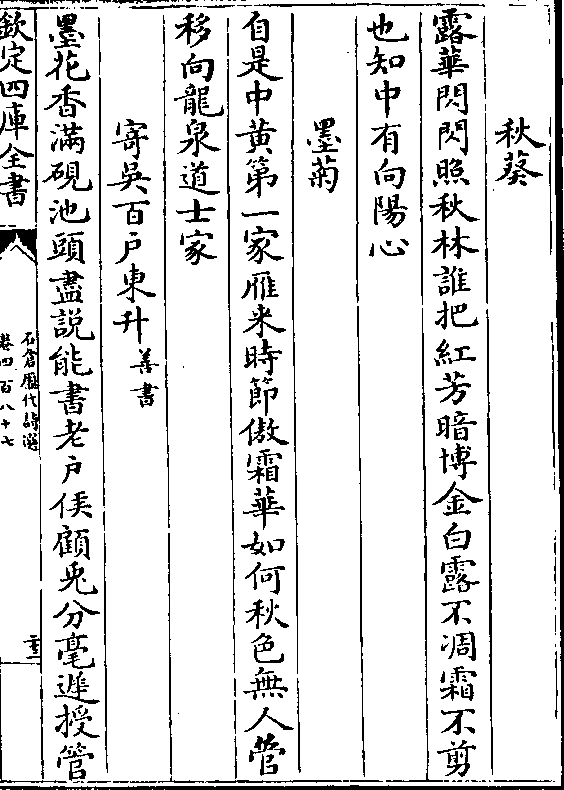 秋葵
露華閃閃照秋林誰把紅芳暗博金白露不凋霜不剪
也知中有向陽心
墨菊
自是中黄第一家雁来時節傲霜華如何秋色無人管
移向龍泉道士家
寄吳百户東升善書
墨花香滿硯池頭盡説能書老户侯顧兎分毫遲授管
欽定四庫全書
石倉歷代詩選
卷四百八十七